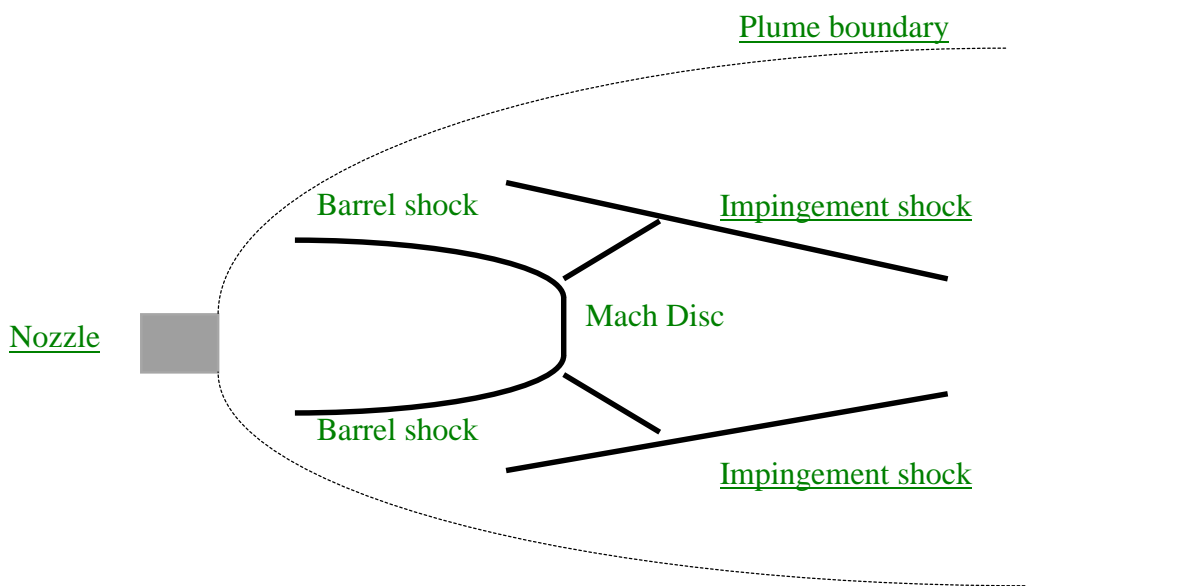 Plume boundary
Barrel shock
Impingement shock
Mach Disc
Nozzle
Barrel shock
Impingement shock